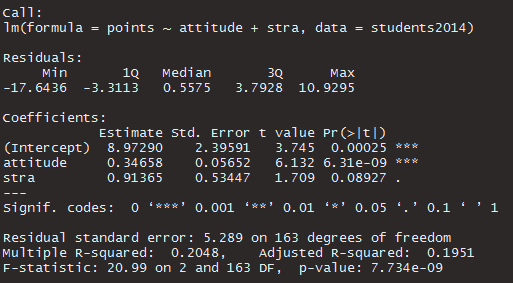 Call:
lm(formula = points ~ attitude + stra, data = students2014)
Residuals:
Min 1Q Median 3Q Max
-17.6436 -3.3113 0.5575 3.7928 10.9295
Coefficients:
Estimate Std. Error t value Pr(>|t|)
(Intercept) 8.97290 2.39591 3.745 0.00025 ***
attitude 0.34658 0.05652 6.132 6.31e-09 ***
stra 0.91365 0.53447 1.709 0.08927 .
---
Signif. codes: 0 ‘***’ 0.001 ‘**’ 0.01 ‘*’ 0.05 ‘.’ 0.1 ‘ ’ 1
Residual standard error: 5.289 on 163 degrees of freedom
Multiple R-squared: 0.2048, Adjusted R-squared: 0.1951
F-statistic: 20.99 on 2 and 163 DF, p-value: 7.734e-09